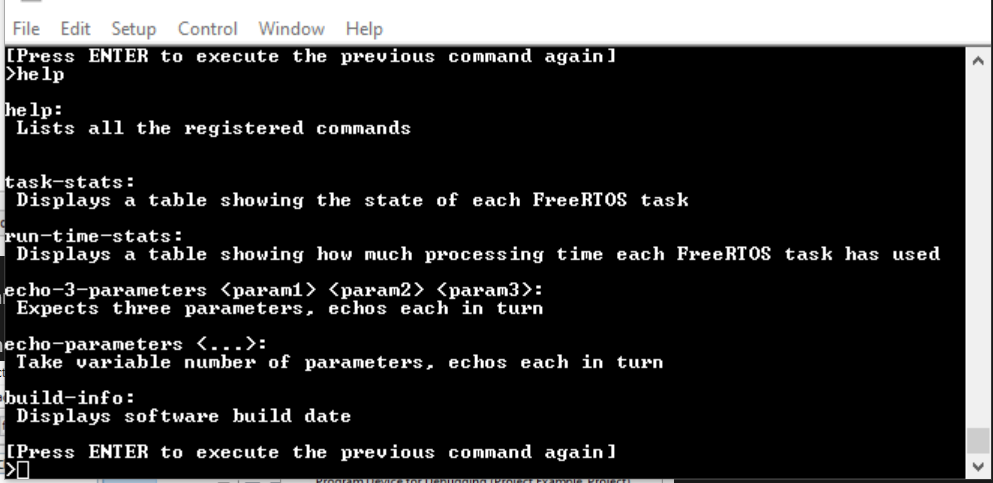 File Edit Setup Control Window Help
[Press ENTER to execute the previous command again]
>help
help:
Lists all the registered commands
task-stats:
Displays a table showing the state of each FreeRTOS task
run-time-stats:
Displays a table showing how much processing time each FreeRTOS task has used
echo-3-parameters <param1> <param2> <param3>:
Expects three parameters, echos each in turn
echo-parameters <...>:
Take variable number of parameters, echos each in turn
build-info:
Displays software build date
[Press ENTER to execute the previous command again]
>